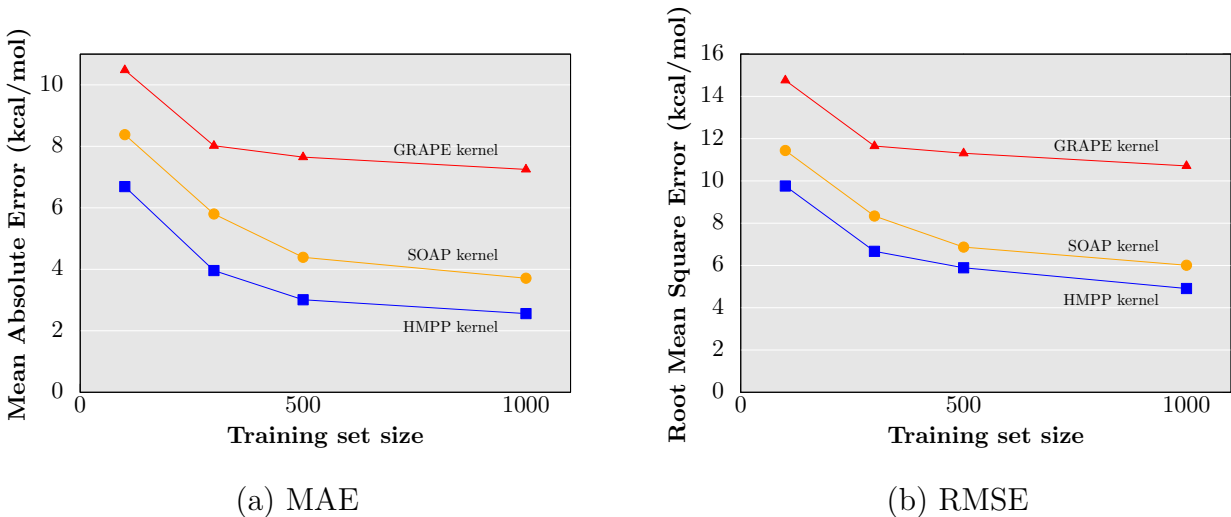 Mean Absolute Error (kcal/mol)
10
8
6
4
2
0
GRAPE kernel
SOAP kernel
HMPP kernel
0 500 1000
Training set size
(a) MAE
Root Mean Square Error (kcal/mol)
16
14
12
10
8
6
4
2
0
GRAPE kernel
SOAP kernel
HMPP kernel
0 500 1000
Training set size
(b) RMSE